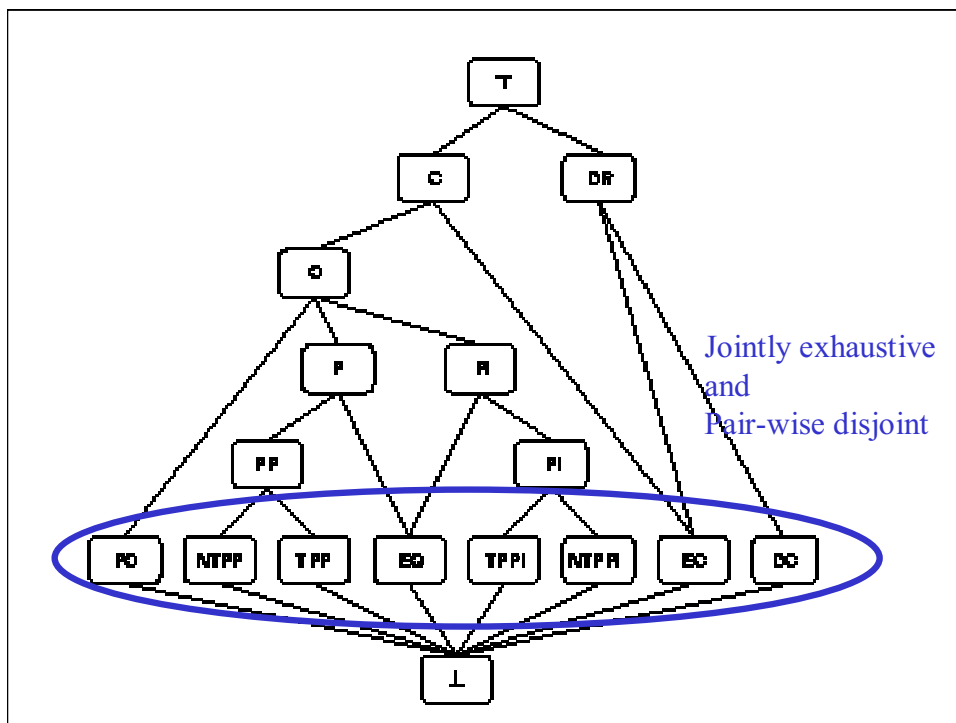 T
C DR
O
P PI
Jointly exhaustive
and
Pair-wise disjoint
PP PI
PO NTPP TPP EQ TPPI NTPPI EC DC
⊥